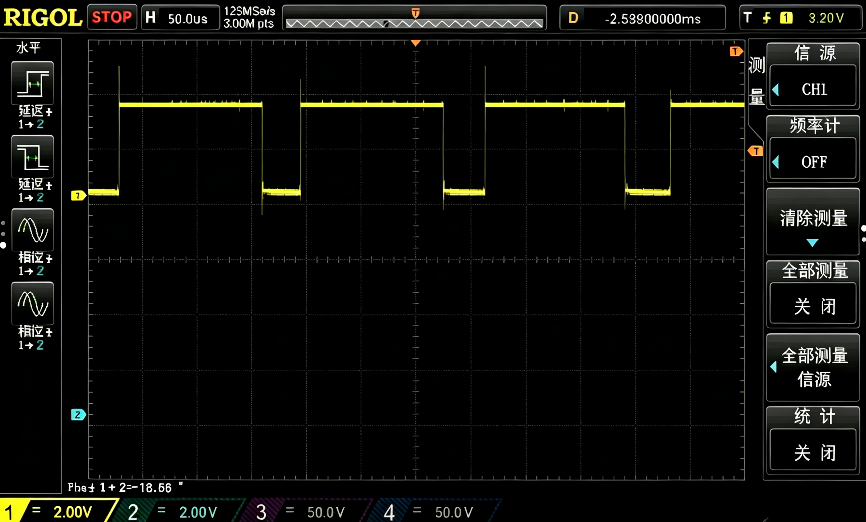 RIGOL STOP H 50.0us 125MSa/s 3.00M pts D -2.58800000ms T 1 3.20V
水平
延迟
1→2
延迟
1→2
相位
1→2
相位
1→2
T
T
1
2
测量
信源
CH1
频率计
OFF
清除测量
全部测量
关闭
全部测量
信源
统计
关闭
1→2=-18.66 °
1 = 2.00V 2 = 2.00V 3 = 50.0V 4 = 50.0V